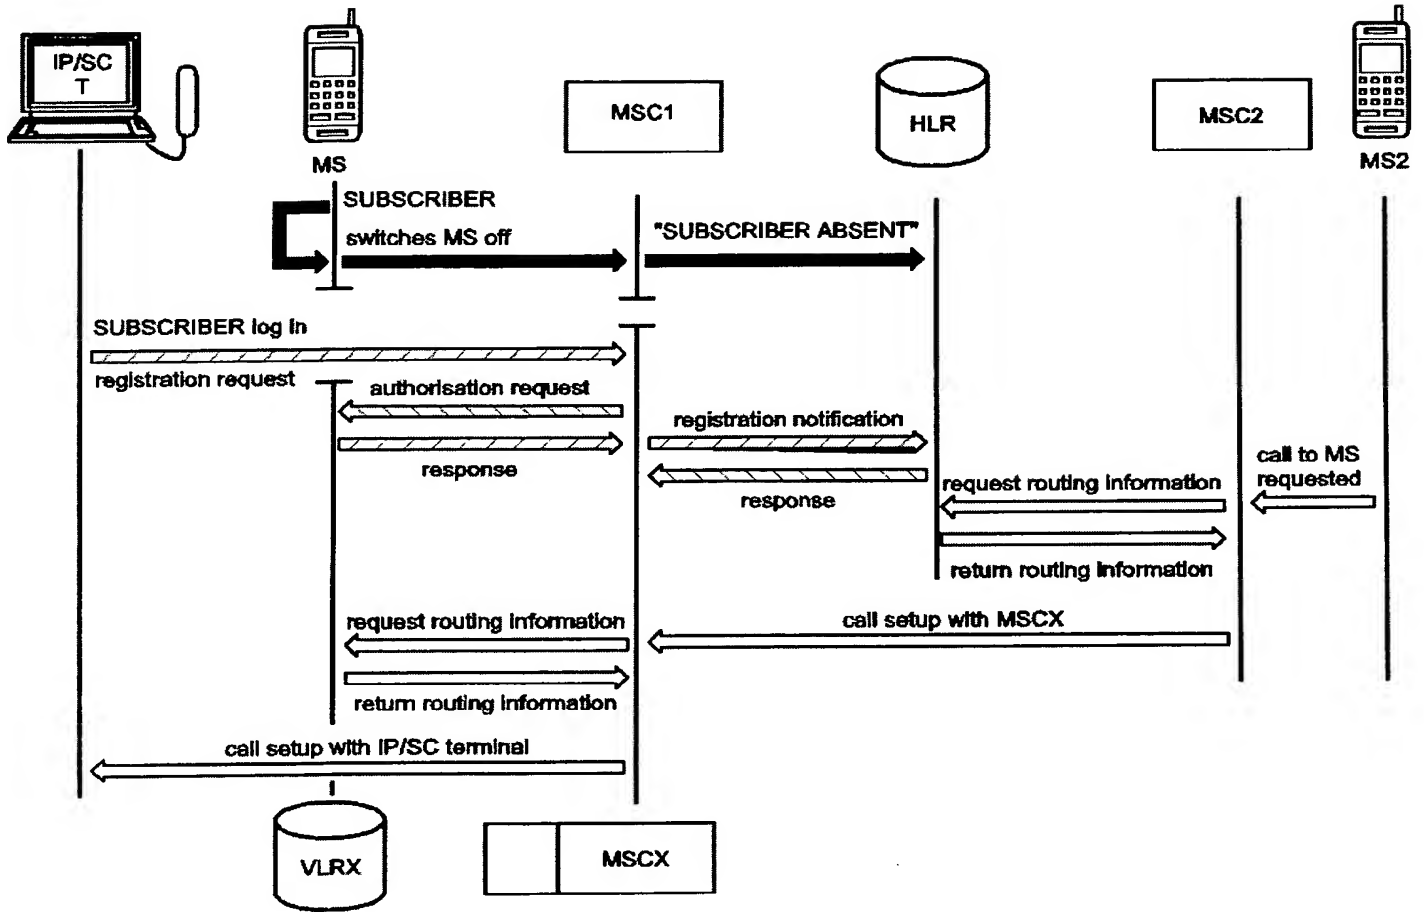 IP/SC
T
MSC1
HLR
MSC2
MS
MS2
SUBSCRIBER
switches MS off
"SUBSCRIBER ABSENT"
SUBSCRIBER log in
registration request
authorisation request
registration notification
response
response
call to MS
requested
request routing information
return routing information
call setup with MSCX
request routing information
return routing information
call setup with IP/SC terminal
VLRX
MSCX